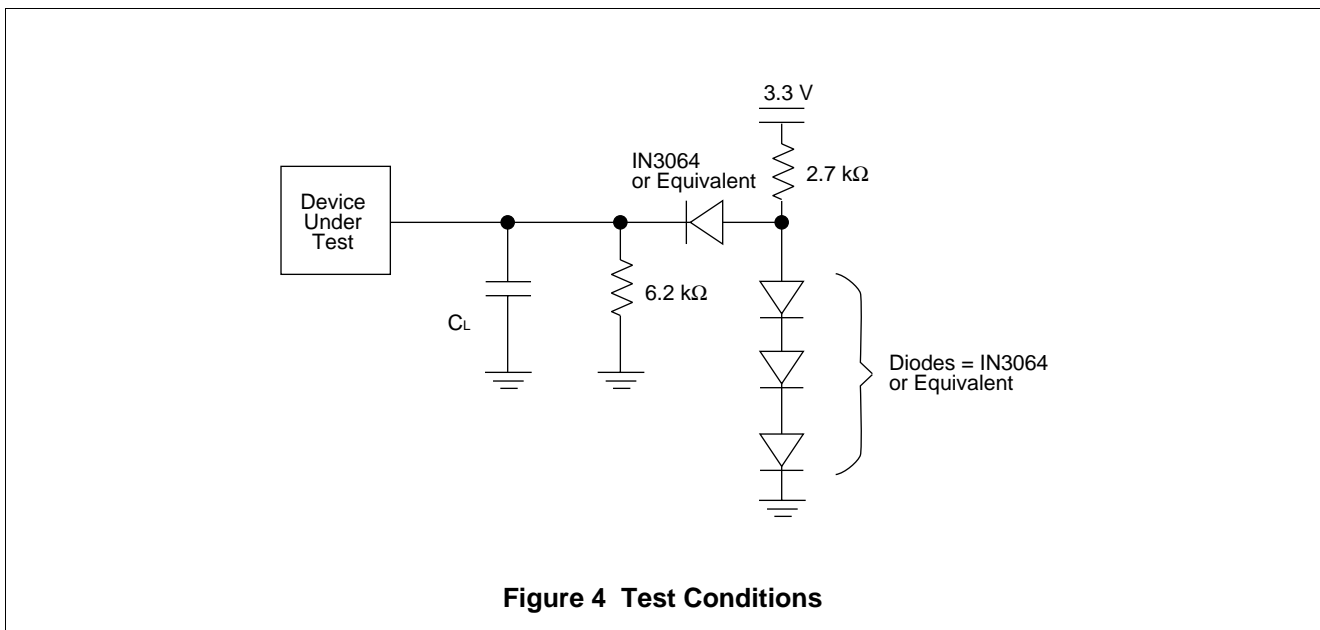 3.3 V
IN3064
or Equivalent
2.7 kΩ
Device
Under
Test
6.2 kΩ
CL
Diodes = IN3064
or Equivalent
Figure 4 Test Conditions